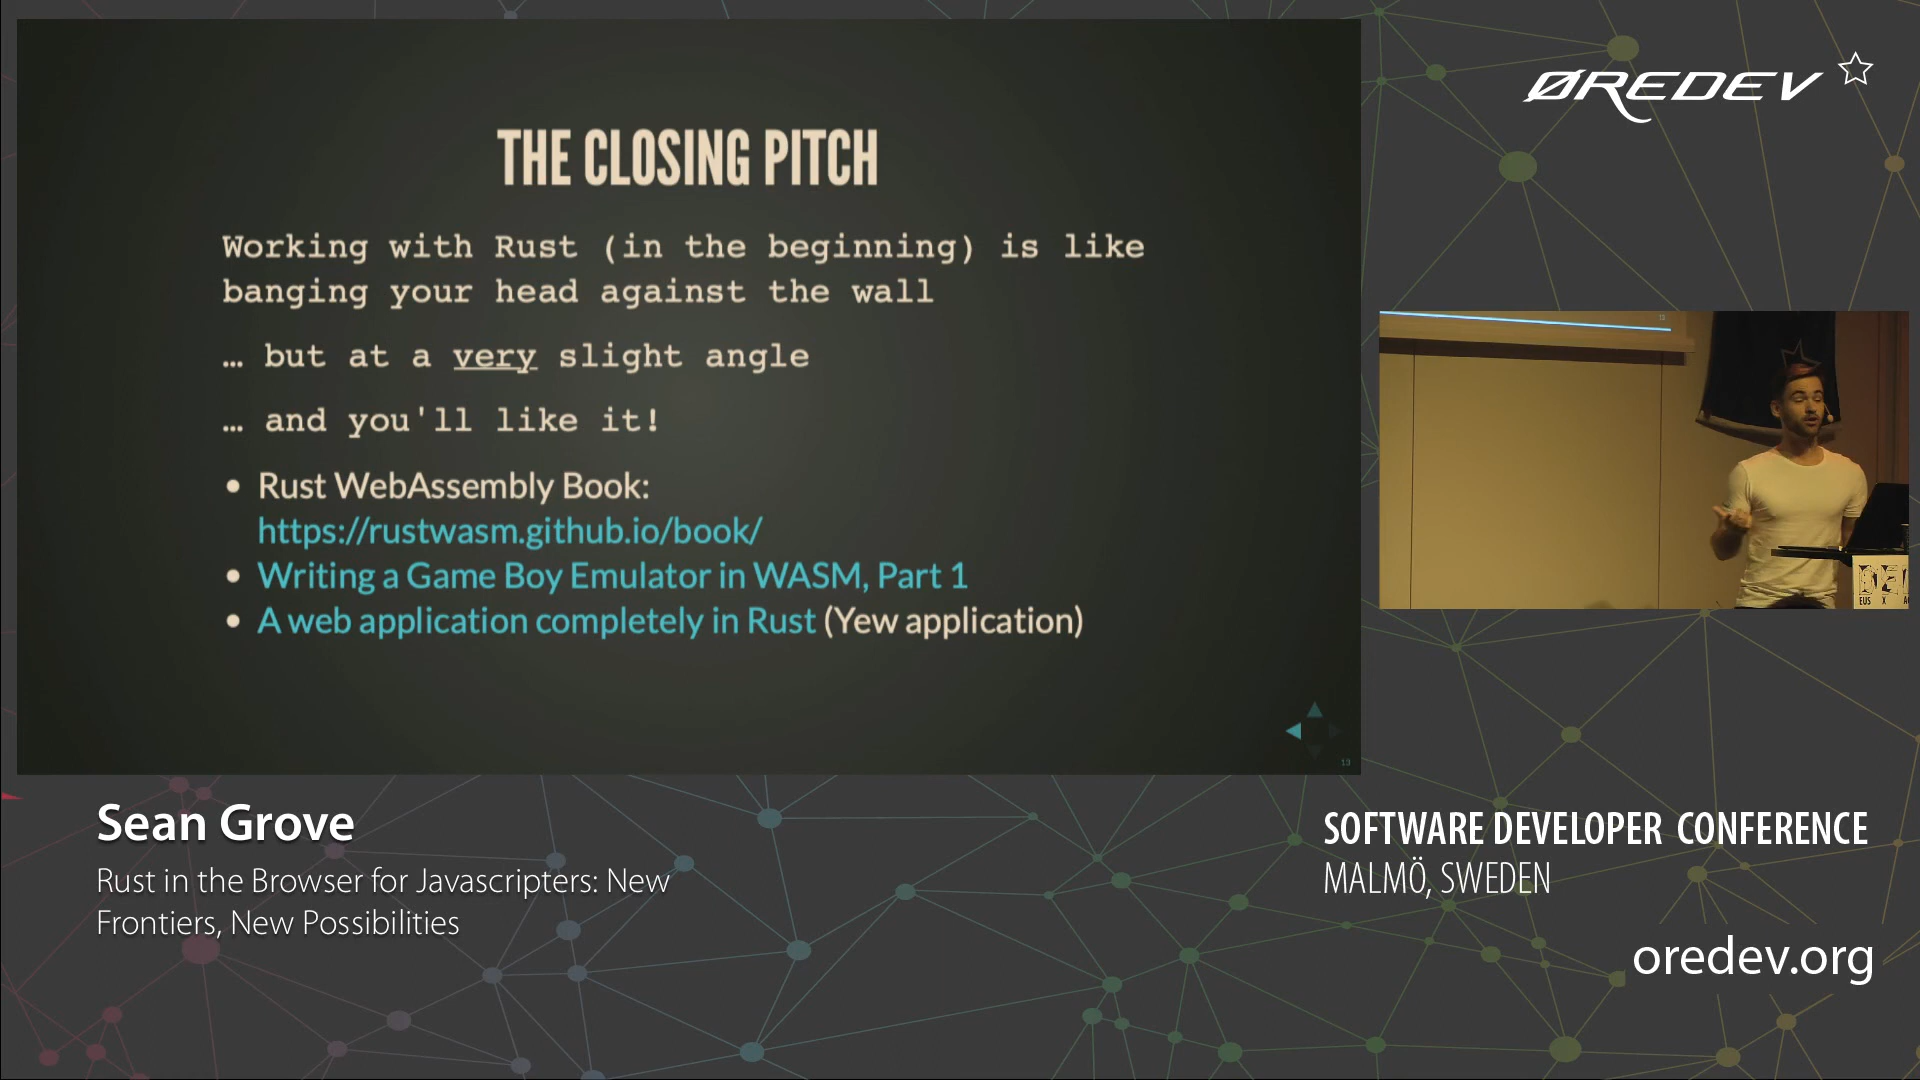 THE CLOSING PITCH
Working with Rust (in the beginning) is like
banging your head against the wall
… but at a very slight angle
… and you'll like it!
• Rust WebAssembly Book:
https://rustwasm.github.io/book/
• Writing a Game Boy Emulator in WASM, Part 1
• A web application completely in Rust (Yew application)
13
ØREDEV
Sean Grove
Rust in the Browser for Javascripters: New
Frontiers, New Possibilities
SOFTWARE DEVELOPER CONFERENCE
MALMÖ, SWEDEN
oredev.org